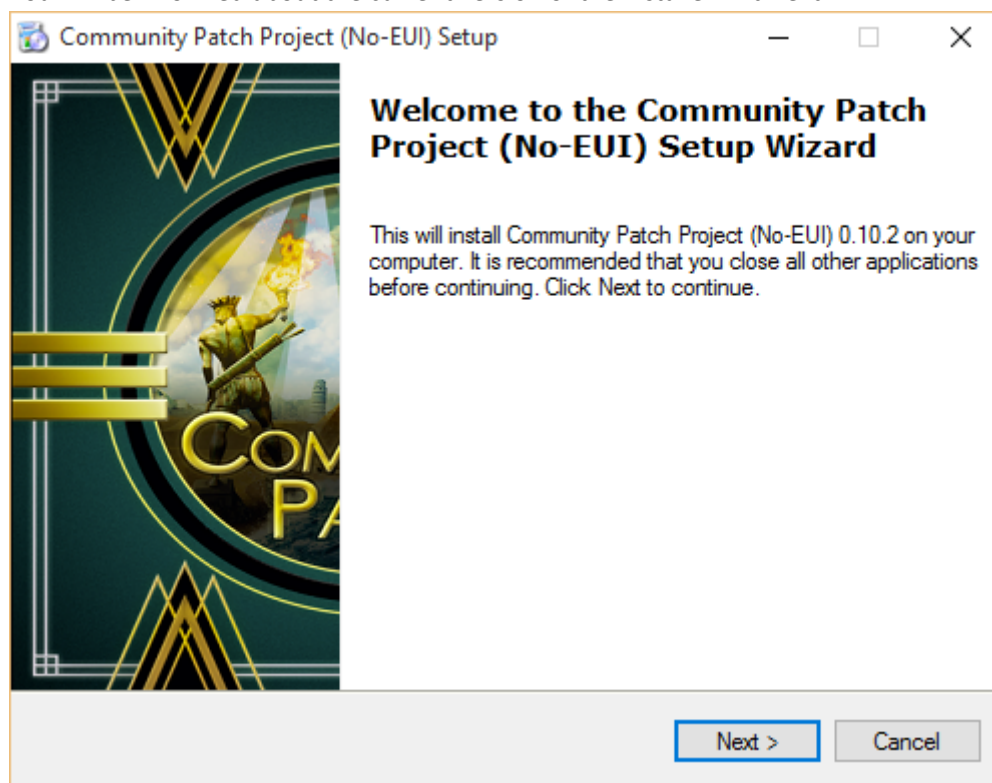 Community Patch Project (No-EUI) Setup
Welcome to the Community Patch
Project (No-EUI) Setup Wizard
This will install Community Patch Project (No-EUI) 0.10.2 on your
computer. It is recommended that you close all other applications
before continuing. Click Next to continue.
Next >
Cancel